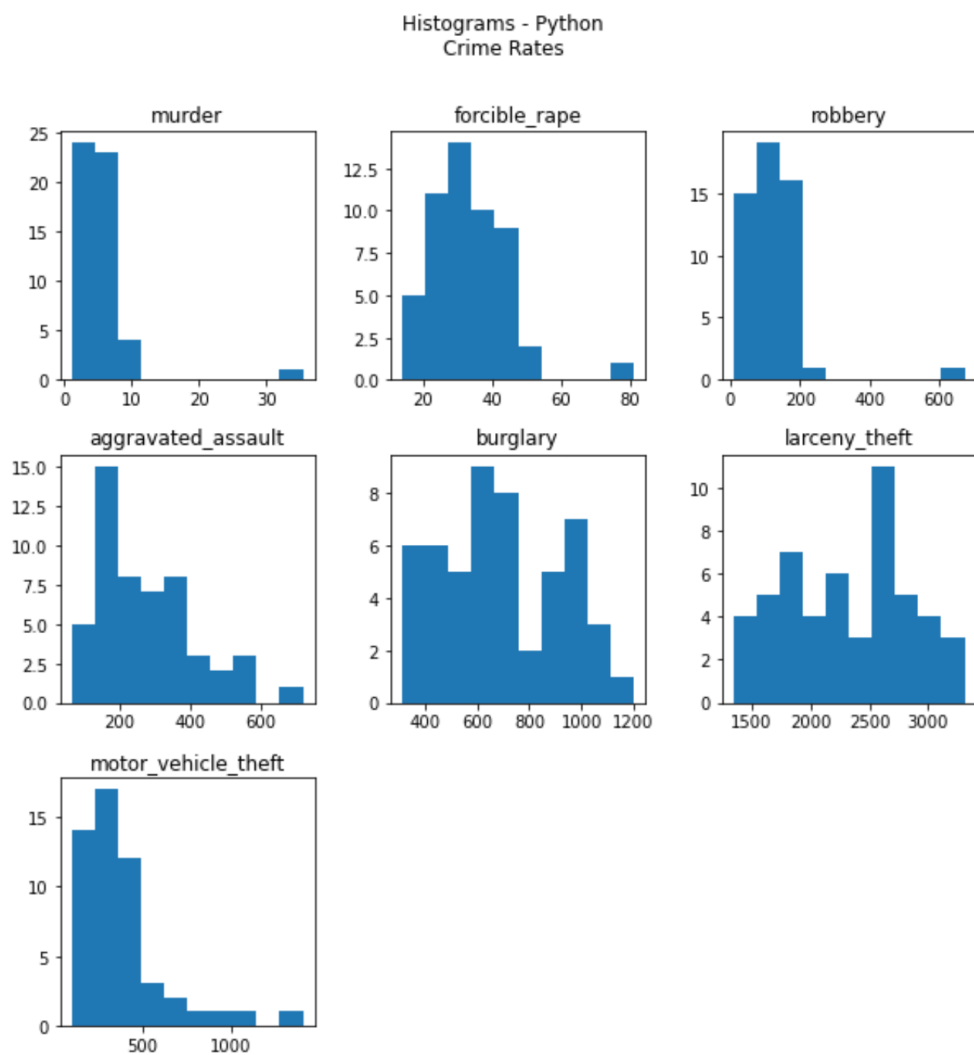 Histograms - Python
Crime Rates
murder
25
20
15
10
5
0
0 10 20 30
forcible_rape
12.5
10.0
7.5
5.0
2.5
0.0
20 40 60 80
robbery
15
10
5
0
0 200 400 600
aggravated_assault
15.0
12.5
10.0
7.5
5.0
2.5
0.0
200 400 600
burglary
8
6
4
2
0
400 600 800 1000 1200
larceny_theft
10
8
6
4
2
0
1500 2000 2500 3000
motor_vehicle_theft
15
10
5
0
500 1000